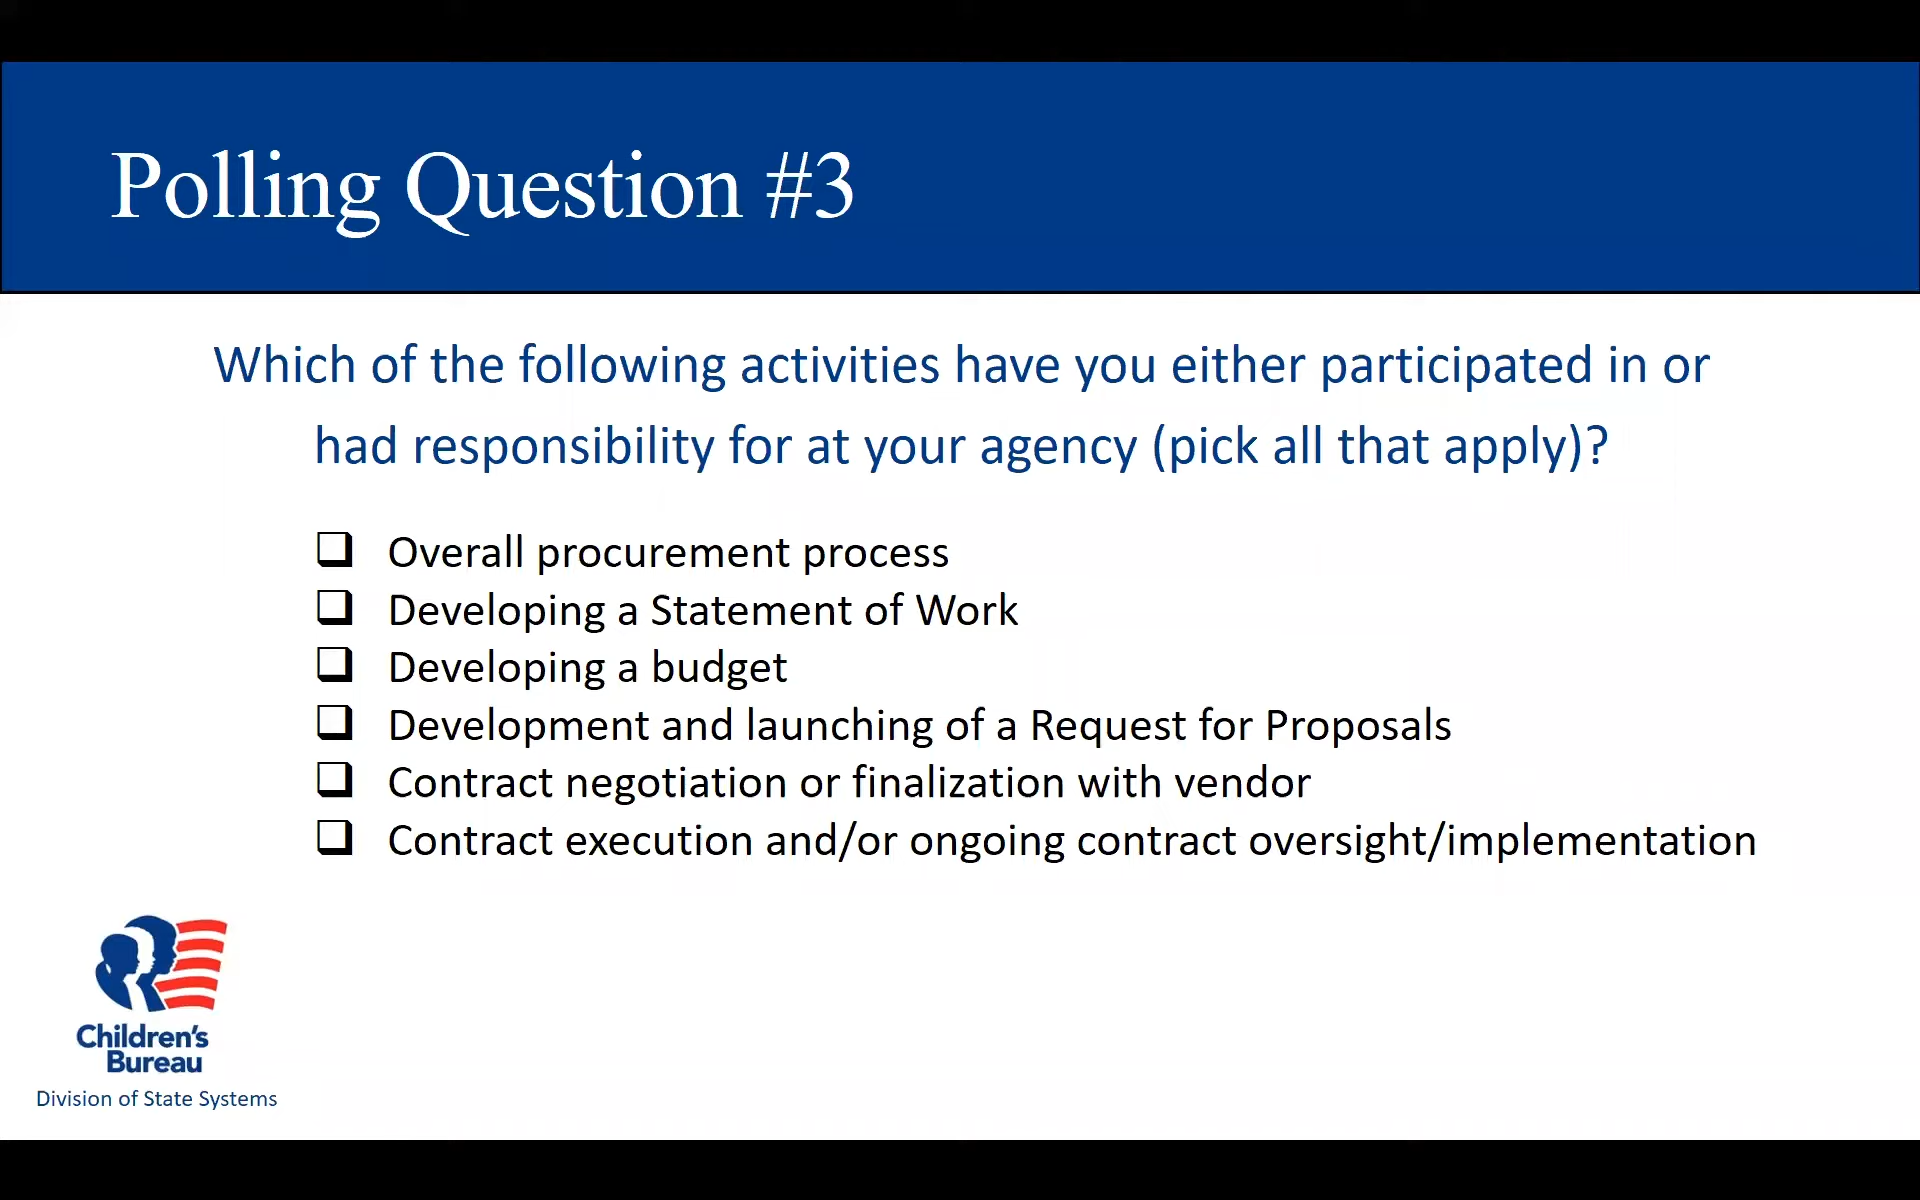 Polling Question #3
Which of the following activities have you either participated in or
had responsibility for at your agency (pick all that apply)?
❑ Overall procurement process
❑ Developing a Statement of Work
❑ Developing a budget
❑ Development and launching of a Request for Proposals
❑ Contract negotiation or finalization with vendor
❑ Contract execution and/or ongoing contract oversight/implementation
Children's
Bureau
Division of State Systems